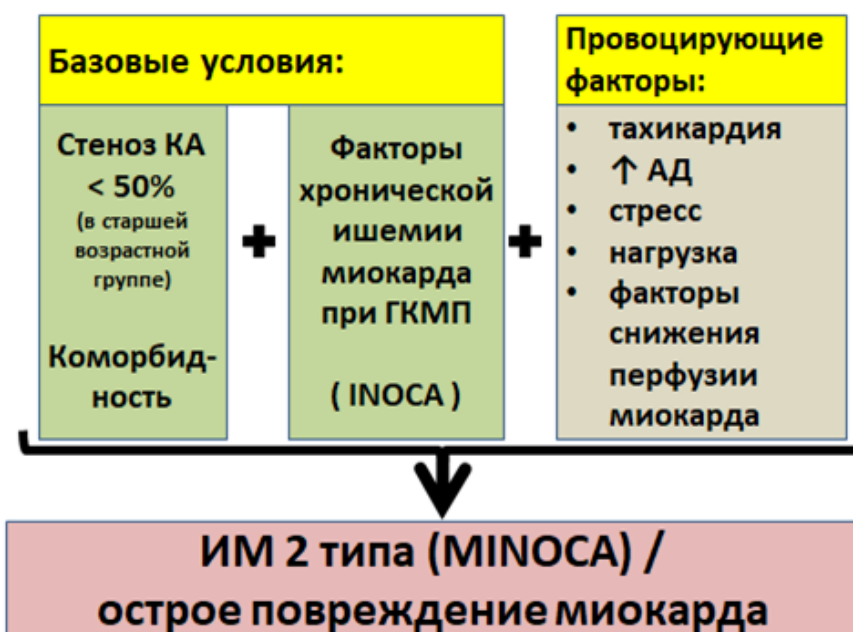 Базовые условия:
Стеноз КА
< 50%
(в старшей
возрастной
группе)
Коморбид-
ность
+
Факторы
хронической
ишемии
миокарда
при ГКМП
( INOCA )
+
Провоцирующие
факторы:
• тахикардия
• ↑ АД
• стресс
• нагрузка
• факторы
снижения
перфузии
миокарда
ИМ 2 типа (MINOCA) /
острое повреждение миокарда